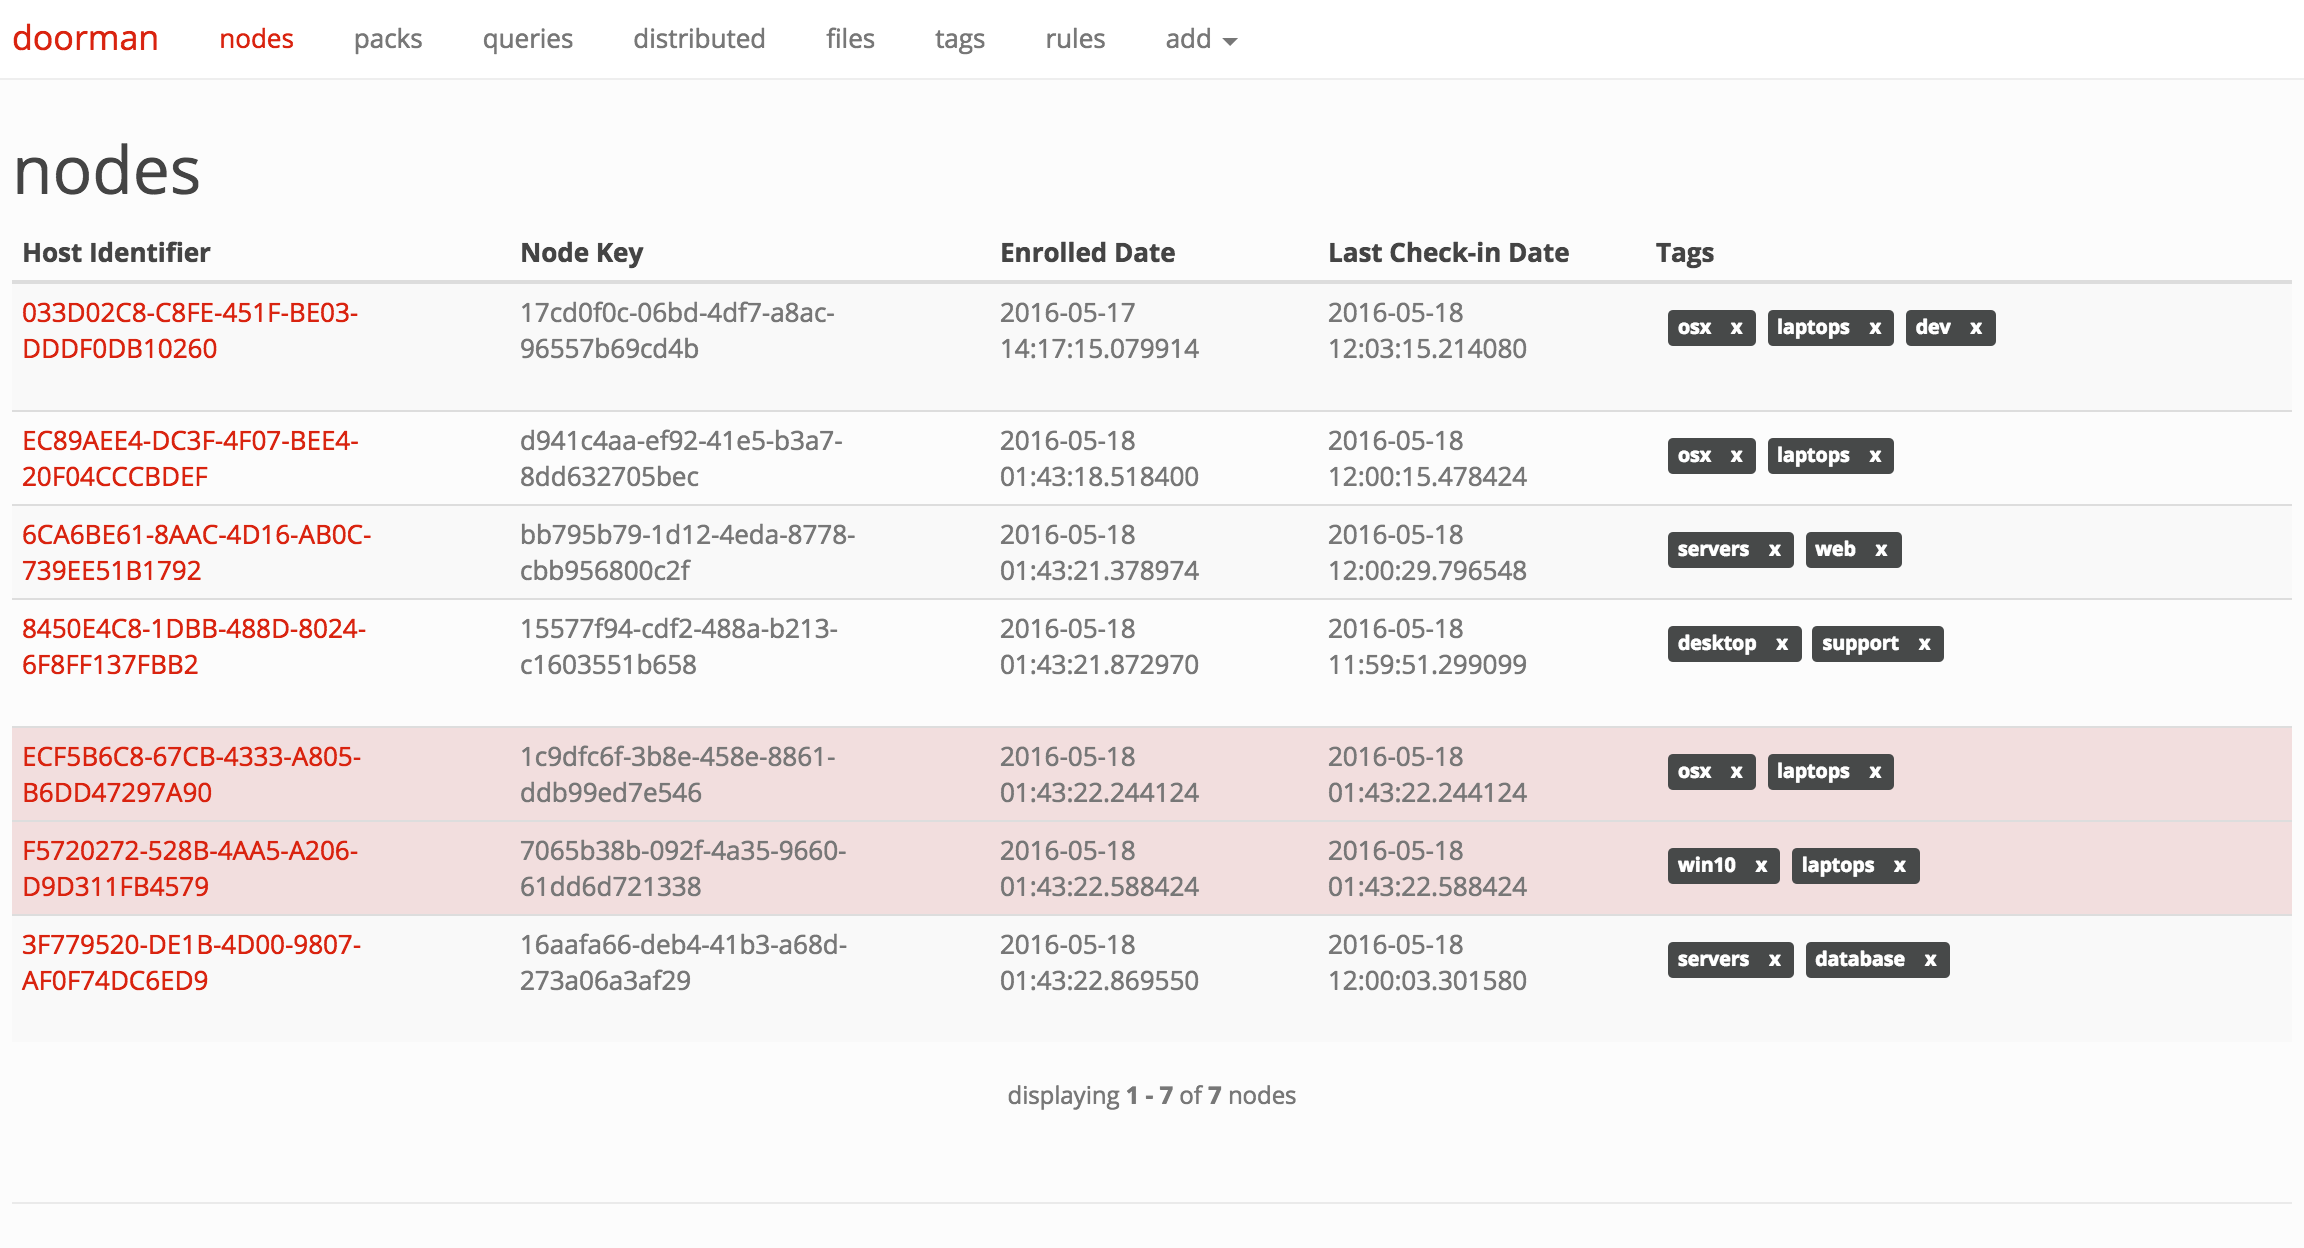 doorman nodes packs queries distributed files tags rules add
nodes
Host Identifier Node Key Enrolled Date Last Check-in Date Tags
033D02C8-C8FE-451F-BE03- 17cd0f0c-06bd-4df7-a8ac- 2016-05-17 2016-05-18 osx x laptops x dev x
DDDF0DB10260 96557b69cd4b 14:17:15.079914 12:03:15.214080
EC89AEE4-DC3F-4F07-BEE4- d941c4aa-ef92-41e5-b3a7- 2016-05-18 2016-05-18 osx x laptops x
20F04CCCBDEF 8dd632705bec 01:43:18.518400 12:00:15.478424
6CA6BE61-8AAC-4D16-AB0C- bb795b79-1d12-4eda-8778- 2016-05-18 2016-05-18 servers x web x
739EE51B1792 cbb956800c2f 01:43:21.378974 12:00:29.796548
8450E4C8-1DBB-488D-8024- 15577f94-cdf2-488a-b213- 2016-05-18 2016-05-18 desktop x support x
6F8FF137FBB2 c1603551b658 01:43:21.872970 11:59:51.299099
ECF5B6C8-67CB-4333-A805- 1c9dfc6f-3b8e-458e-8861- 2016-05-18 2016-05-18 osx x laptops x
B6DD47297A90 ddb99ed7e546 01:43:22.244124 01:43:22.244124
F5720272-528B-4AA5-A206- 7065b38b-092f-4a35-9660- 2016-05-18 2016-05-18 win10 x laptops x
D9D311FB4579 61dd6d721338 01:43:22.588424 01:43:22.588424
3F779520-DE1B-4D00-9807- 16aafa66-deb4-41b3-a68d- 2016-05-18 2016-05-18 servers x database x
AF0F74DC6ED9 273a06a3af29 01:43:22.869550 12:00:03.301580
displaying 1 - 7 of 7 nodes